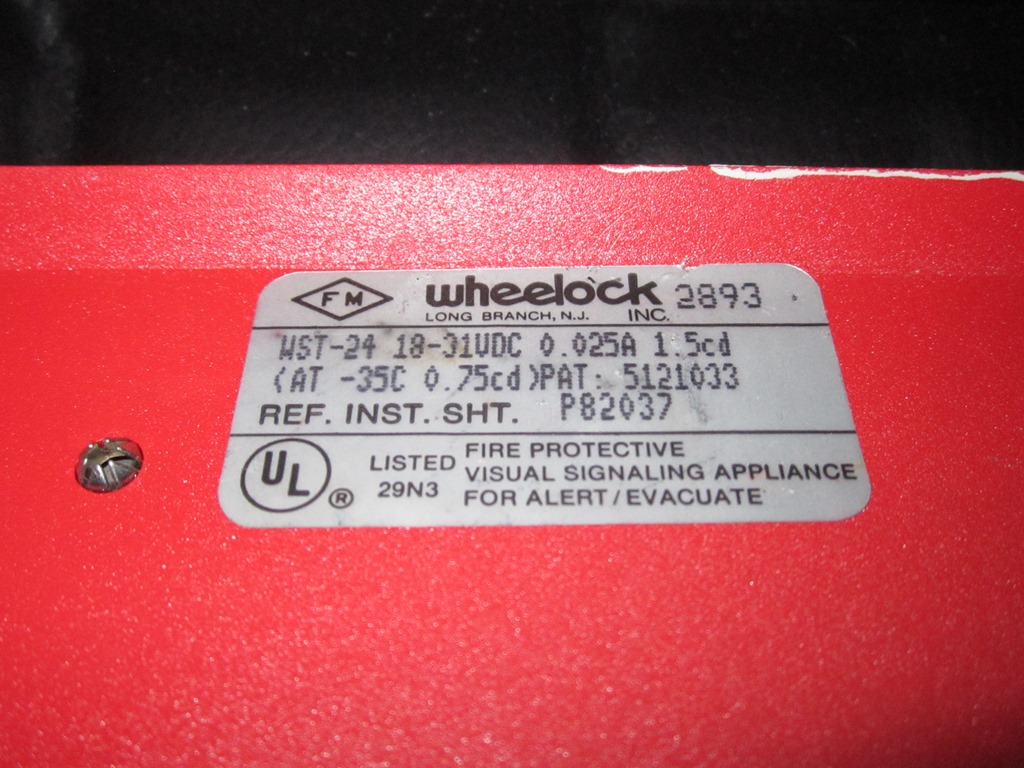 FM wheelock 2893
LONG BRANCH, N.J. INC.
WST-24 18-31VDC 0.025A 1.5cd
(AT -35C 0.75cd)PAT: 5121033
REF. INST. SHT. P82037
UL ® LISTED 29N3
FIRE PROTECTIVE
VISUAL SIGNALING APPLIANCE
FOR ALERT/EVACUATE